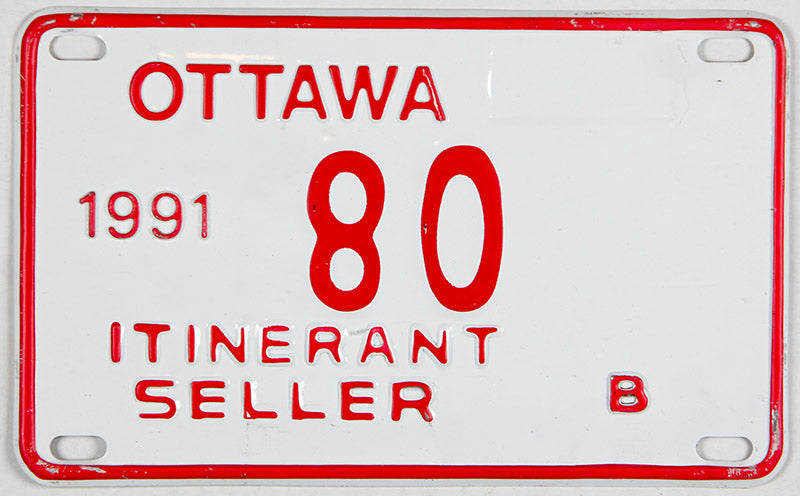 OTTAWA
1991 80
ITINERANT
SELLER B